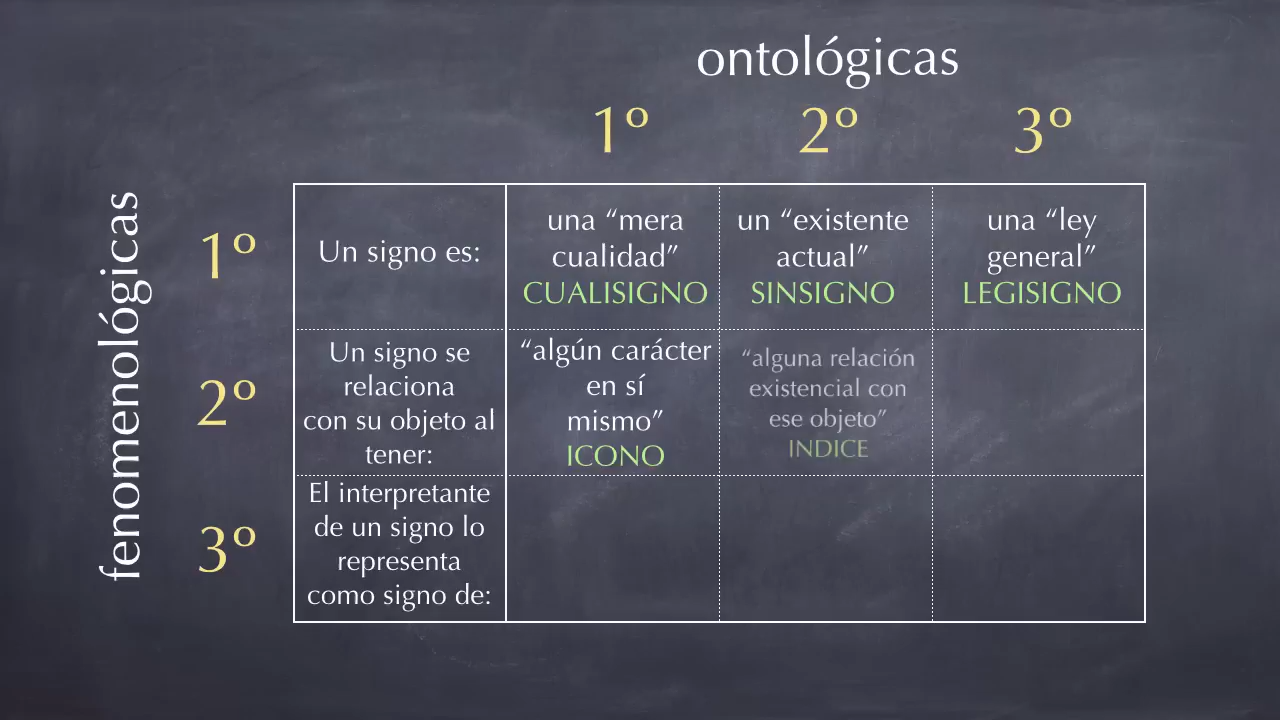 ontológicas
1º 2º 3º
fenomenológicas
1º
Un signo es:
una “mera
cualidad”
CUALISIGNO
un “existente
actual”
SINSIGNO
una “ley
general”
LEGISIGNO
2º
Un signo se
relaciona
con su objeto al
tener:
“algún carácter
en sí
mismo”
ICONO
“alguna relación
existencial con
ese objeto”
INDICE
3º
El interpretante
de un signo lo
representa
como signo de: